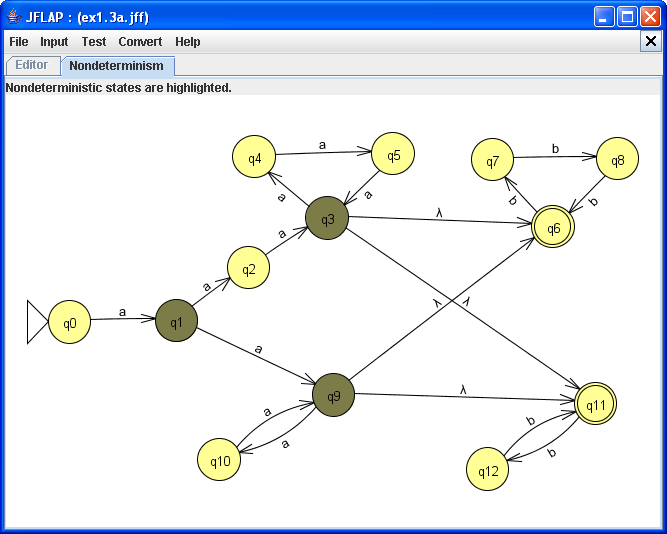 JFLAP : (ex1.3a.jff)
File Input Test Convert Help
Editor Nondeterminism
Nondeterministic states are highlighted.
q4 a q5 q7 b q8
a a b b
q3 λ q6
a
q2
a
q0 a q1
λ λ
a
q9 λ q11
a b
q10 a q12 b